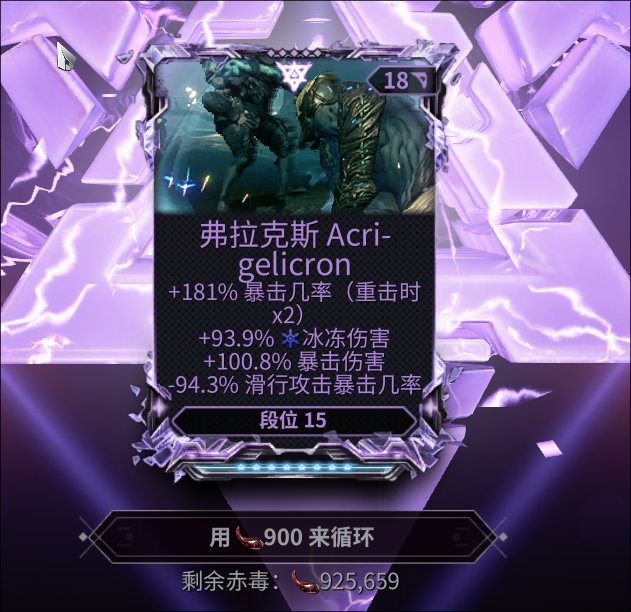 18
弗拉克斯 Acri-
gelicron
+181% 暴击几率（重击时
x2）
+93.9% 冰冻伤害
+100.8% 暴击伤害
-94.3% 滑行攻击暴击几率
段位 15
用 900 来循环
剩余赤毒：925,659